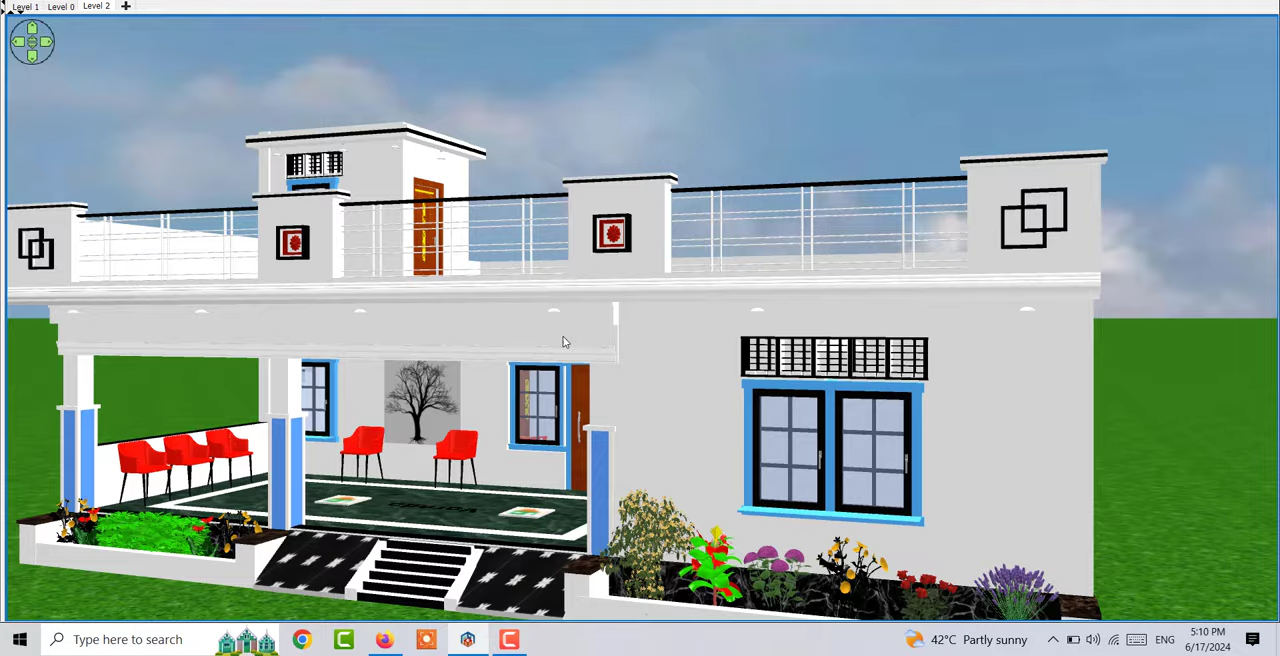 Level 1 Level 0 Level 2
Type here to search
42°C Partly sunny
ENG
5:10 PM
6/17/2024